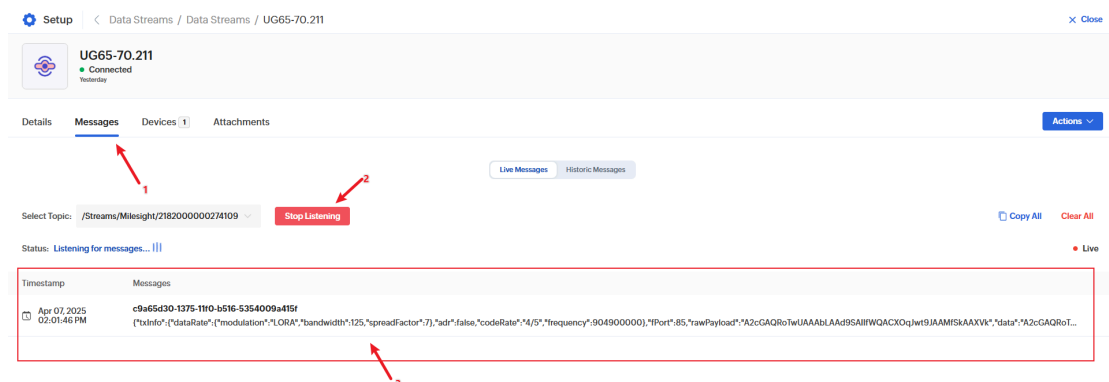 Setup < Data Streams / Data Streams / UG65-70.211 × Close
UG65-70.211
Connected
Yesterday
Details Messages Devices 1 Attachments Actions
1
Live Messages Historic Messages
2
Select Topic: /Streams/Milesight/2182000000274109 Stop Listening Copy All Clear All
Status: Listening for messages... Live
Timestamp Messages
Apr 07, 2025 c9a65d30-1375-11f0-b516-5354009a415f
02:01:46 PM {"txInfo":{"dataRate":{"modulation":"LORA","bandwidth":125,"spreadFactor":7},"adr":false,"codeRate":"4/5","frequency":904900000},"fPort":85,"rawPayload":"A2cGAQRoTwUAAAbLAAd9SAIIfWQACXOqJwt9JAAMfSkAAXVk","data":"A2cGAQRoT...